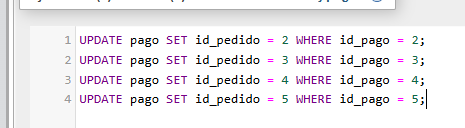 1 UPDATE pago SET id_pedido = 2 WHERE id_pago = 2;
2 UPDATE pago SET id_pedido = 3 WHERE id_pago = 3;
3 UPDATE pago SET id_pedido = 4 WHERE id_pago = 4;
4 UPDATE pago SET id_pedido = 5 WHERE id_pago = 5;